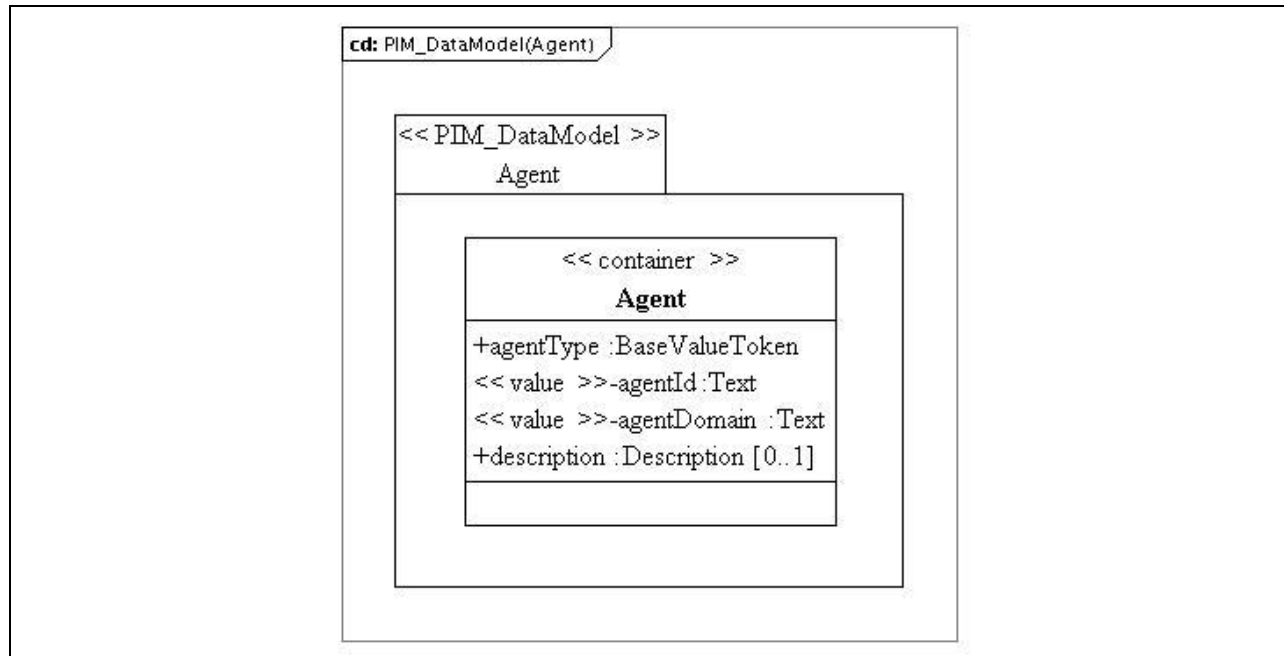 cd: PIM_DataModel(Agent)
<< PIM_DataModel >>
Agent
<< container >>
Agent
+agentType :BaseValueToken
<< value >>-agentId :Text
<< value >>-agentDomain :Text
+description :Description [0..1]